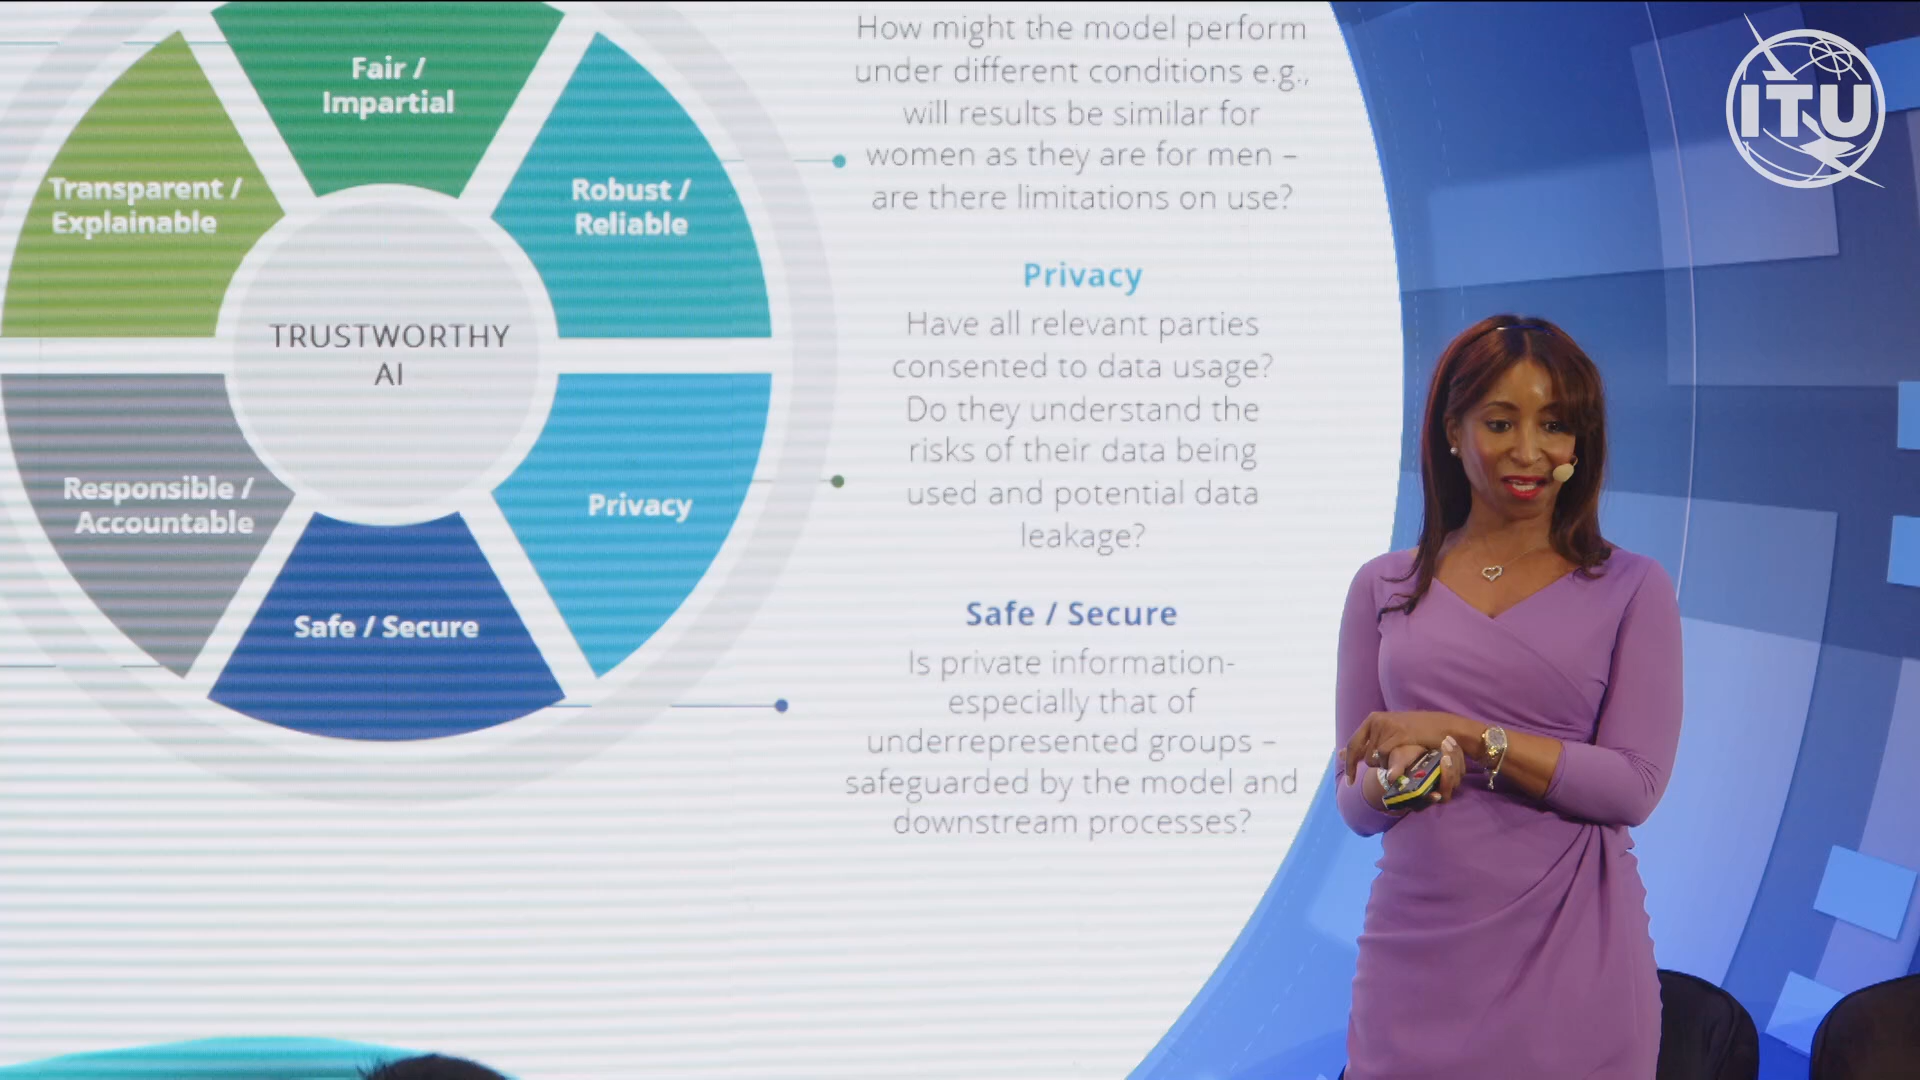 Fair /
Impartial
Transparent /
Explainable
Robust /
Reliable
TRUSTWORTHY
AI
Responsible /
Accountable
Privacy
Safe / Secure
How might the model perform
under different conditions e.g.,
will results be similar for
women as they are for men –
are there limitations on use?
Privacy
Have all relevant parties
consented to data usage?
Do they understand the
risks of their data being
used and potential data
leakage?
Safe / Secure
Is private information-
especially that of
underrepresented groups –
safeguarded by the model and
downstream processes?
ITU